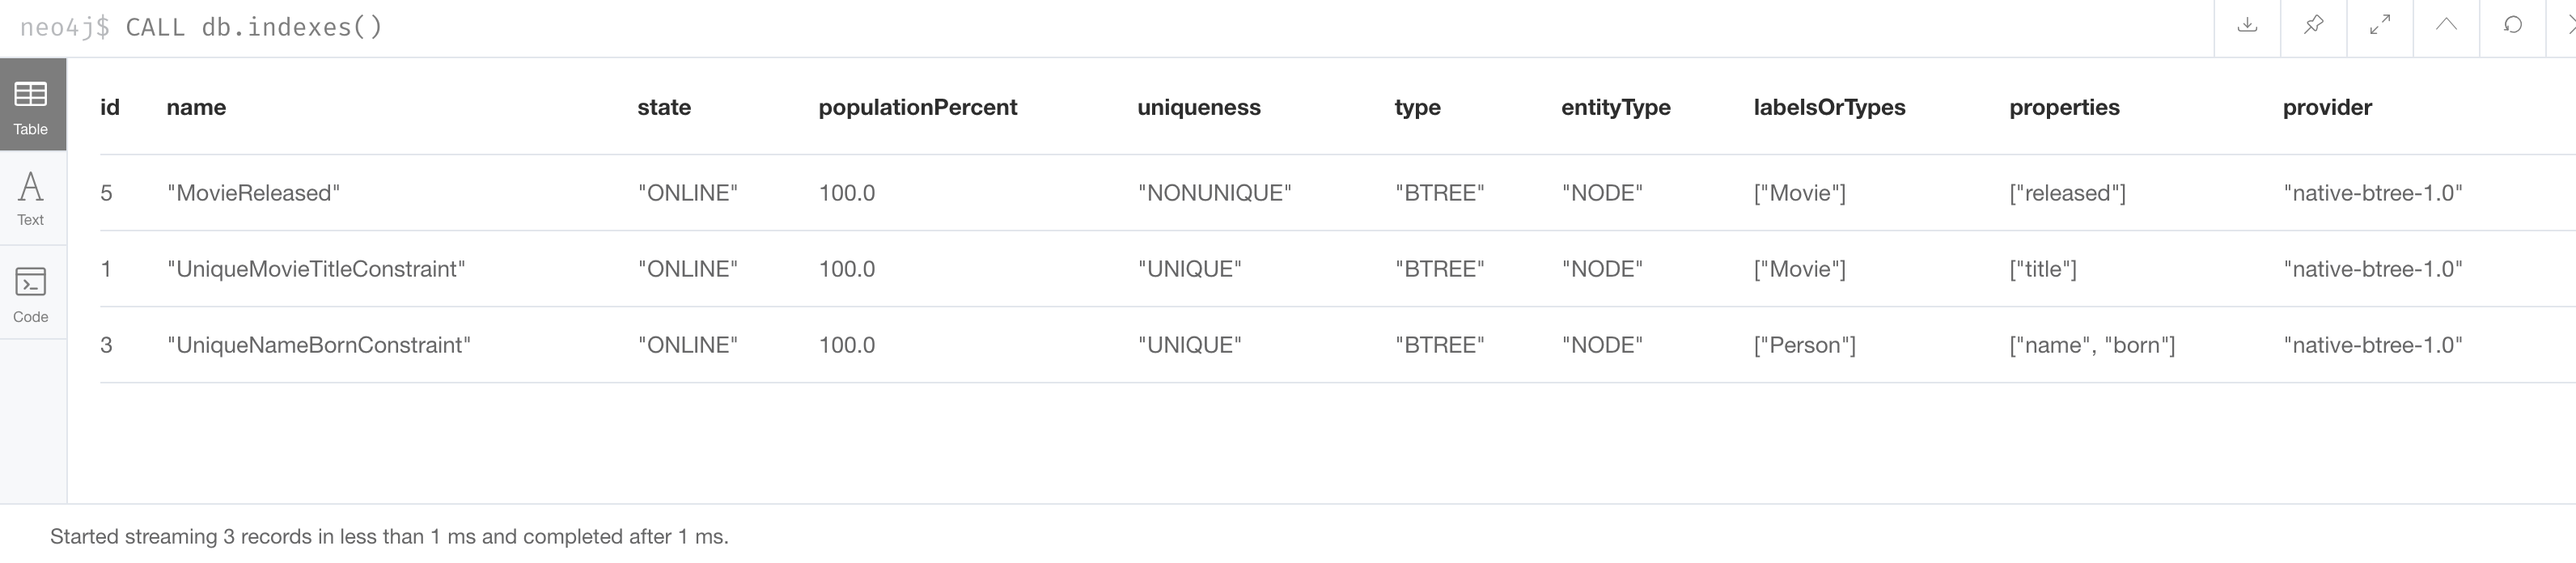 neo4j$ CALL db.indexes()
Table
Text
Code
id name state populationPercent uniqueness type entityType labelsOrTypes properties provider
5 "MovieReleased" "ONLINE" 100.0 "NONUNIQUE" "BTREE" "NODE" ["Movie"] ["released"] "native-btree-1.0"
1 "UniqueMovieTitleConstraint" "ONLINE" 100.0 "UNIQUE" "BTREE" "NODE" ["Movie"] ["title"] "native-btree-1.0"
3 "UniqueNameBornConstraint" "ONLINE" 100.0 "UNIQUE" "BTREE" "NODE" ["Person"] ["name", "born"] "native-btree-1.0"
Started streaming 3 records in less than 1 ms and completed after 1 ms.